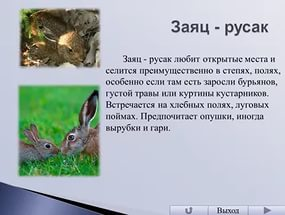 Заяц - русак
Заяц - русак любит открытые места и
селится преимущественно в степях, полях,
особенно если там есть заросли бурьянов,
густой травы или куртины кустарников.
Встречается на хлебных полях, луговых
поймах. Предпочитает опушки, иногда
вырубки и гари.
Выход